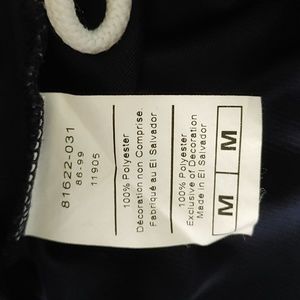 M M
100% Polyester
Exclusive of Decoration
Made in El Salvador
100% Polyester
Décoration non Comprise.
Fabriqué au El Salvador
11905
86-99
81622-031